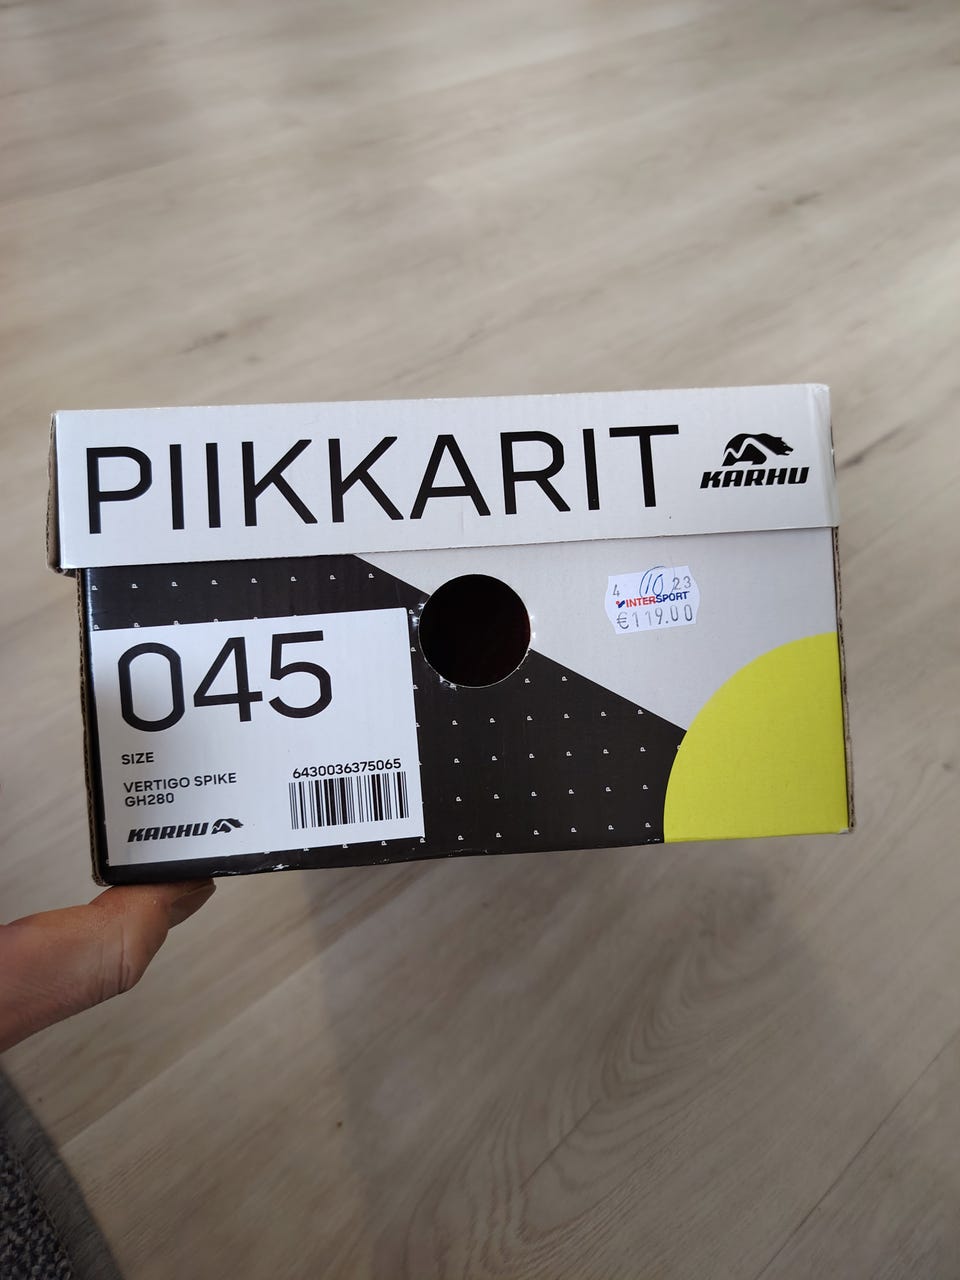 PIIKKARIT
KARHU
4 10 23
INTERSPORT
€119.00
045
SIZE
VERTIGO SPIKE
GH280
6430036375065
KARHU